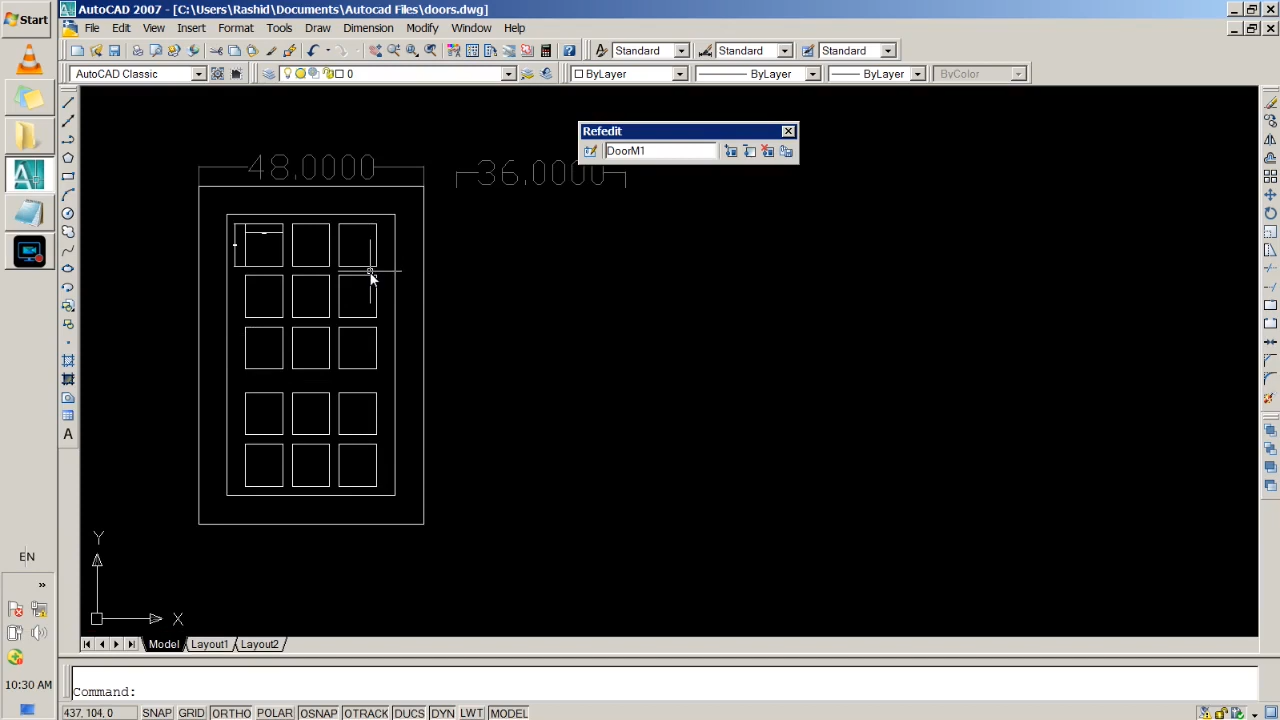 Start
AutoCAD 2007 - [C:\Users\Rashid\Documents\Autocad Files\doors.dwg]
File Edit View Insert Format Tools Draw Dimension Modify Window Help
Standard Standard Standard
AutoCAD Classic 0 ByLayer ByLayer ByLayer ByColor
Refedit
DoorM1
48.0000 36.0000
Y
X
A
EN
»
10:30 AM
Model Layout1 Layout2
Command:
437, 104, 0 SNAP GRID ORTHO POLAR OSNAP OTRACK DUCS DYN LWT MODEL